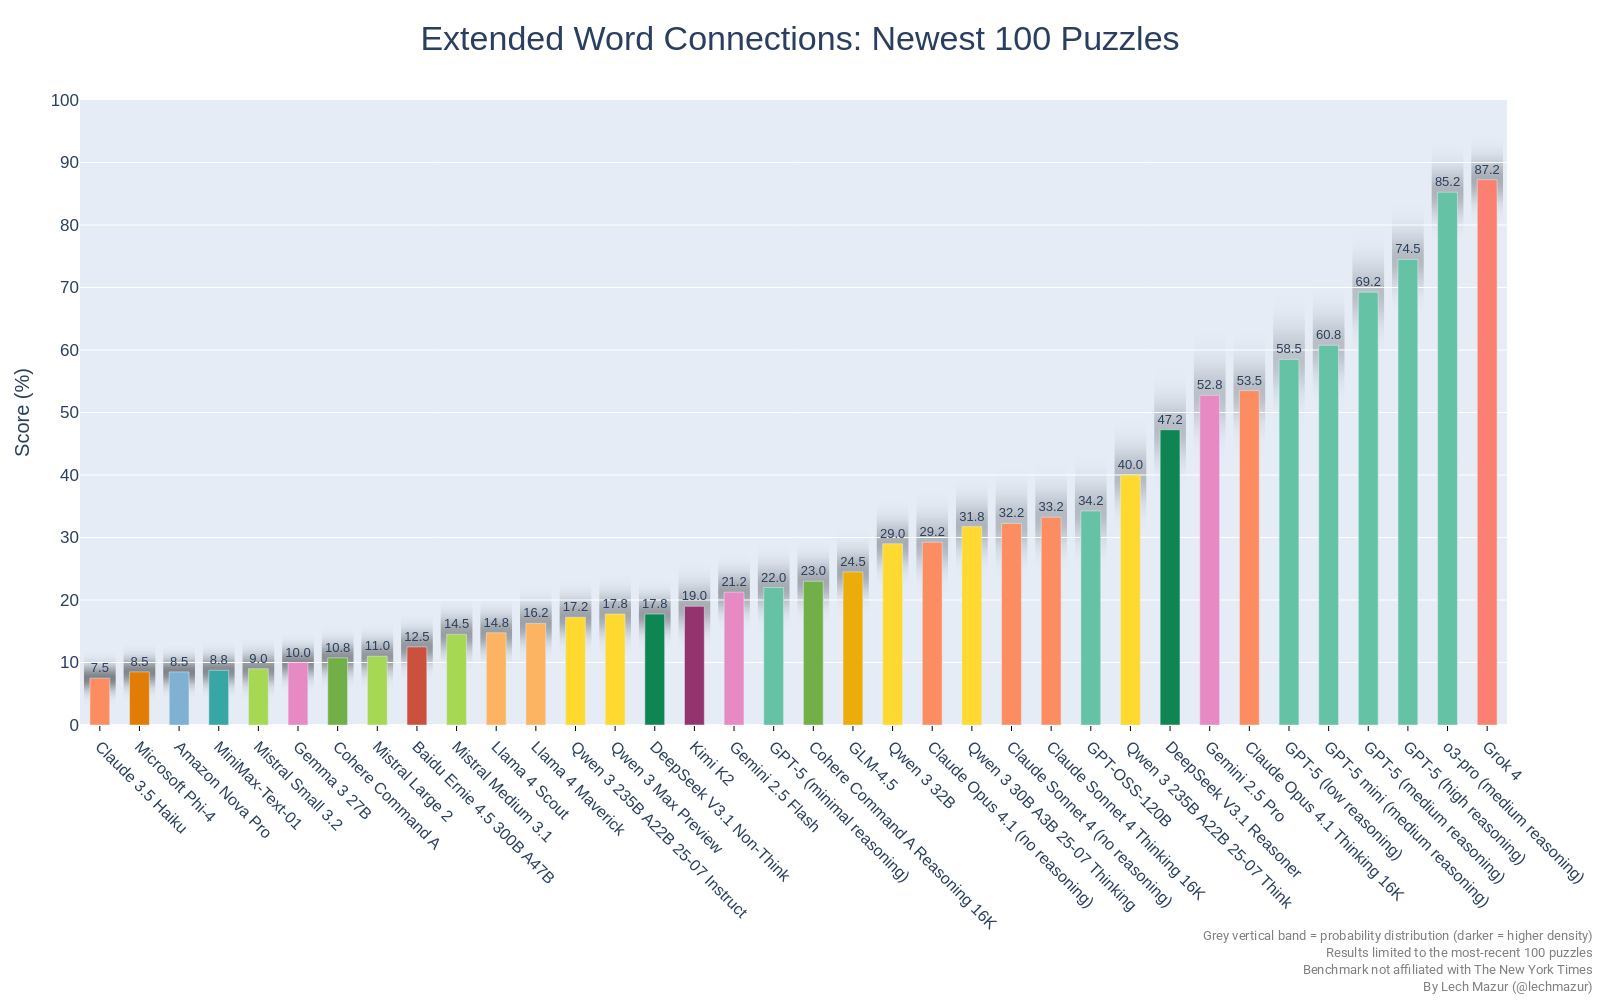 Extended Word Connections: Newest 100 Puzzles
Score (%)
100
90
80
70
60
50
40
30
20
10
0
7.5
8.5
8.5
8.8
9.0
10.0
10.8
11.0
12.5
14.5
14.8
16.2
17.2
17.8
17.8
19.0
21.2
22.0
23.0
24.5
29.0
29.2
31.8
32.2
33.2
34.2
40.0
47.2
52.8
53.5
58.5
60.8
69.2
74.5
85.2
87.2
Claude 3.5 Haiku
Microsoft Phi-4
Amazon Nova Pro
MiniMax-Text-01
Mistral Small 3.2
Gemma 3 27B
Cohere Command A
Mistral Large 2
Baidu Ernie 4.5 300B A47B
Mistral Medium 3.1
Llama 4 Scout
Llama 4 Maverick
Qwen 3 235B A22B 25-07 Instruct
Qwen 3 Max Preview
DeepSeek V3.1 Non-Think
Kimi K2
Gemini 2.5 Flash
GPT-5 (minimal reasoning)
Cohere Command A Reasoning 16K
GLM-4.5
Qwen 3 32B
Claude Opus 4.1 (no reasoning)
Qwen 3 30B A3B 25-07 Thinking
Claude Sonnet 4 (no reasoning)
Claude Sonnet 4 Thinking 16K
GPT-OSS-120B
Qwen 3 235B A22B 25-07 Think
DeepSeek V3.1 Reasoner
Gemini 2.5 Pro
Claude Opus 4.1 Thinking 16K
GPT-5 (low reasoning)
GPT-5 mini (medium reasoning)
GPT-5 (medium reasoning)
GPT-5 (high reasoning)
o3-pro (medium reasoning)
Grok 4
Grey vertical band = probability distribution (darker = higher density)
Results limited to the most-recent 100 puzzles
Benchmark not affiliated with The New York Times
By Lech Mazur (@lechmazur)